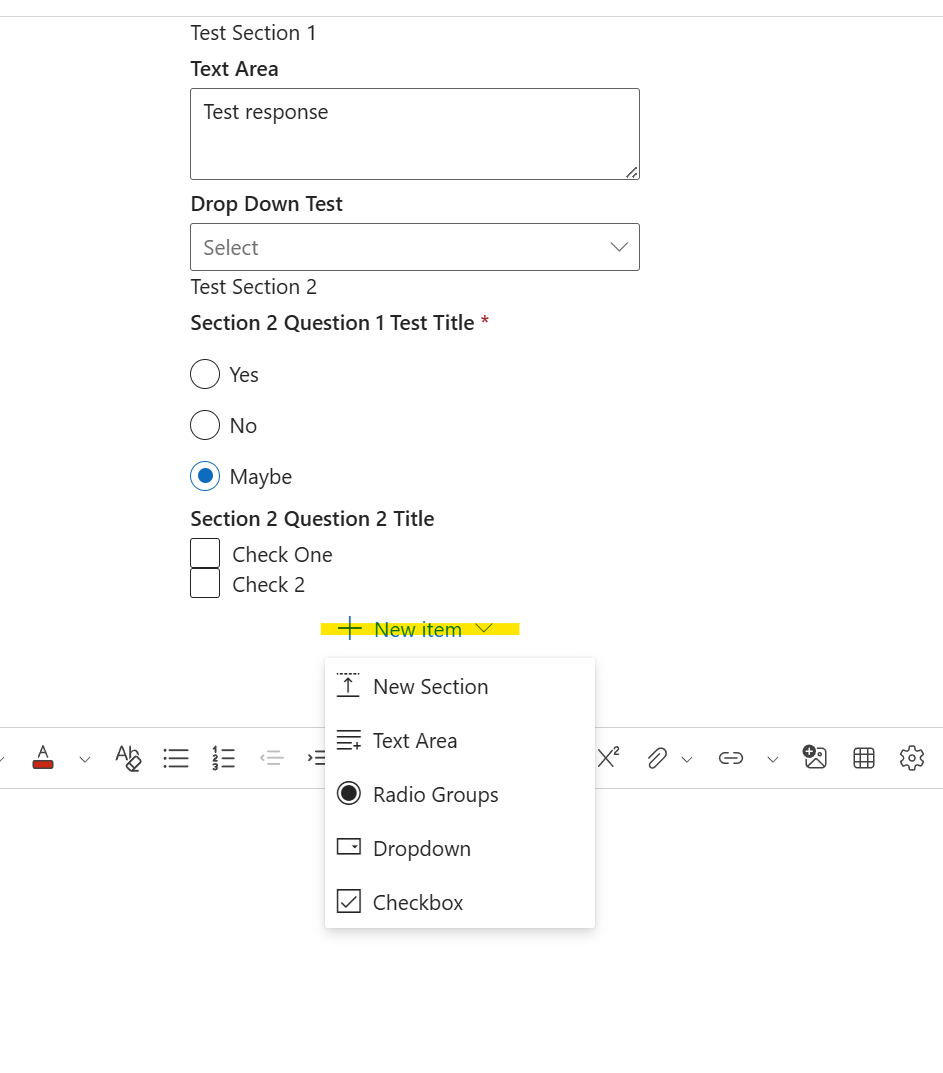 Test Section 1
Text Area
Test response
Drop Down Test
Select
Test Section 2
Section 2 Question 1 Test Title *
Yes
No
Maybe
Section 2 Question 2 Title
Check One
Check 2
New item
New Section
Text Area
Radio Groups
Dropdown
Checkbox